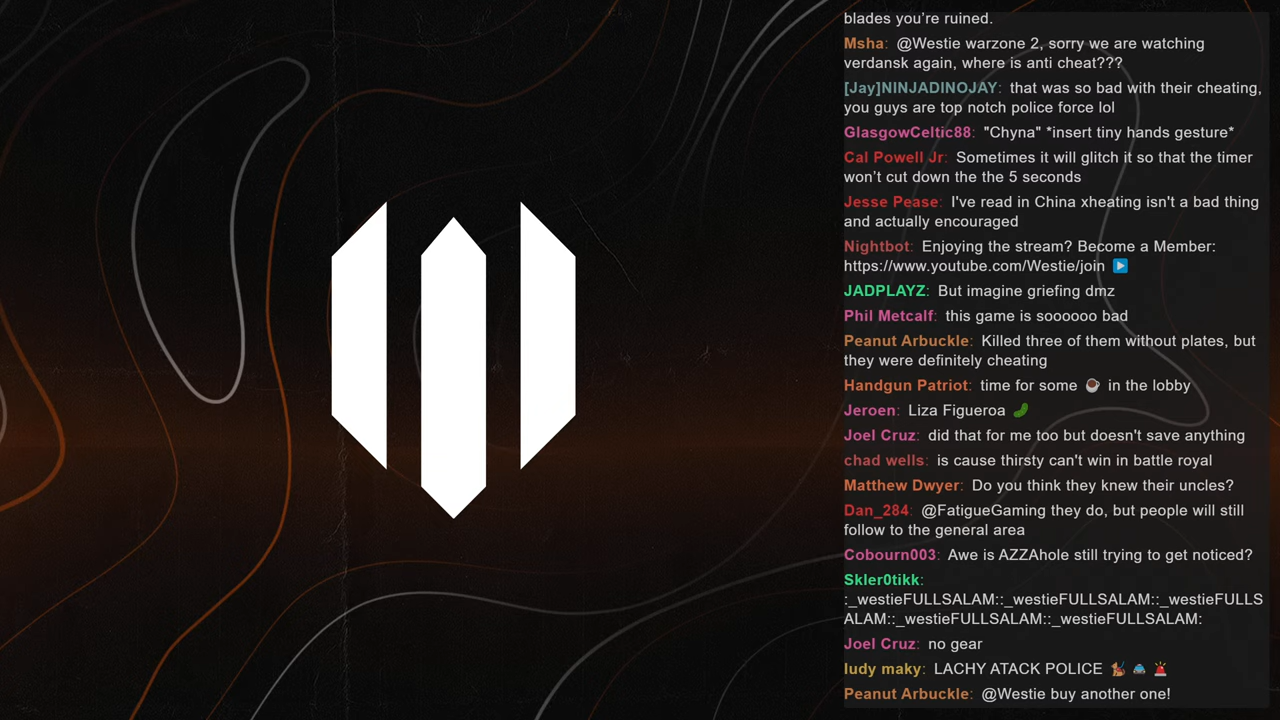 blades you’re ruined.
Msha: @Westie warzone 2, sorry we are watching
verdansk again, where is anti cheat???
[Jay]NINJADINOJAY: that was so bad with their cheating,
you guys are top notch police force lol
GlasgowCeltic88: "Chyna" *insert tiny hands gesture*
Cal Powell Jr: Sometimes it will glitch it so that the timer
won’t cut down the the 5 seconds
Jesse Pease: I've read in China xheating isn't a bad thing
and actually encouraged
Nightbot: Enjoying the stream? Become a Member:
https://www.youtube.com/Westie/join ▶️
JADPLAYZ: But imagine griefing dmz
Phil Metcalf: this game is soooooo bad
Peanut Arbuckle: Killed three of them without plates, but
they were definitely cheating
Handgun Patriot: time for some ☕ in the lobby
Jeroen: Liza Figueroa 🥒
Joel Cruz: did that for me too but doesn't save anything
chad wells: is cause thirsty can't win in battle royal
Matthew Dwyer: Do you think they knew their uncles?
Dan_284: @FatigueGaming they do, but people will still
follow to the general area
Cobourn003: Awe is AZZAhole still trying to get noticed?
Skler0tikk:
:_westieFULLSALAM::_westieFULLSALAM::_westieFULLS
ALAM::_westieFULLSALAM::_westieFULLSALAM:
Joel Cruz: no gear
ludy maky: LACHY ATACK POLICE 🐕‍🦺 🚔 🚨
Peanut Arbuckle: @Westie buy another one!